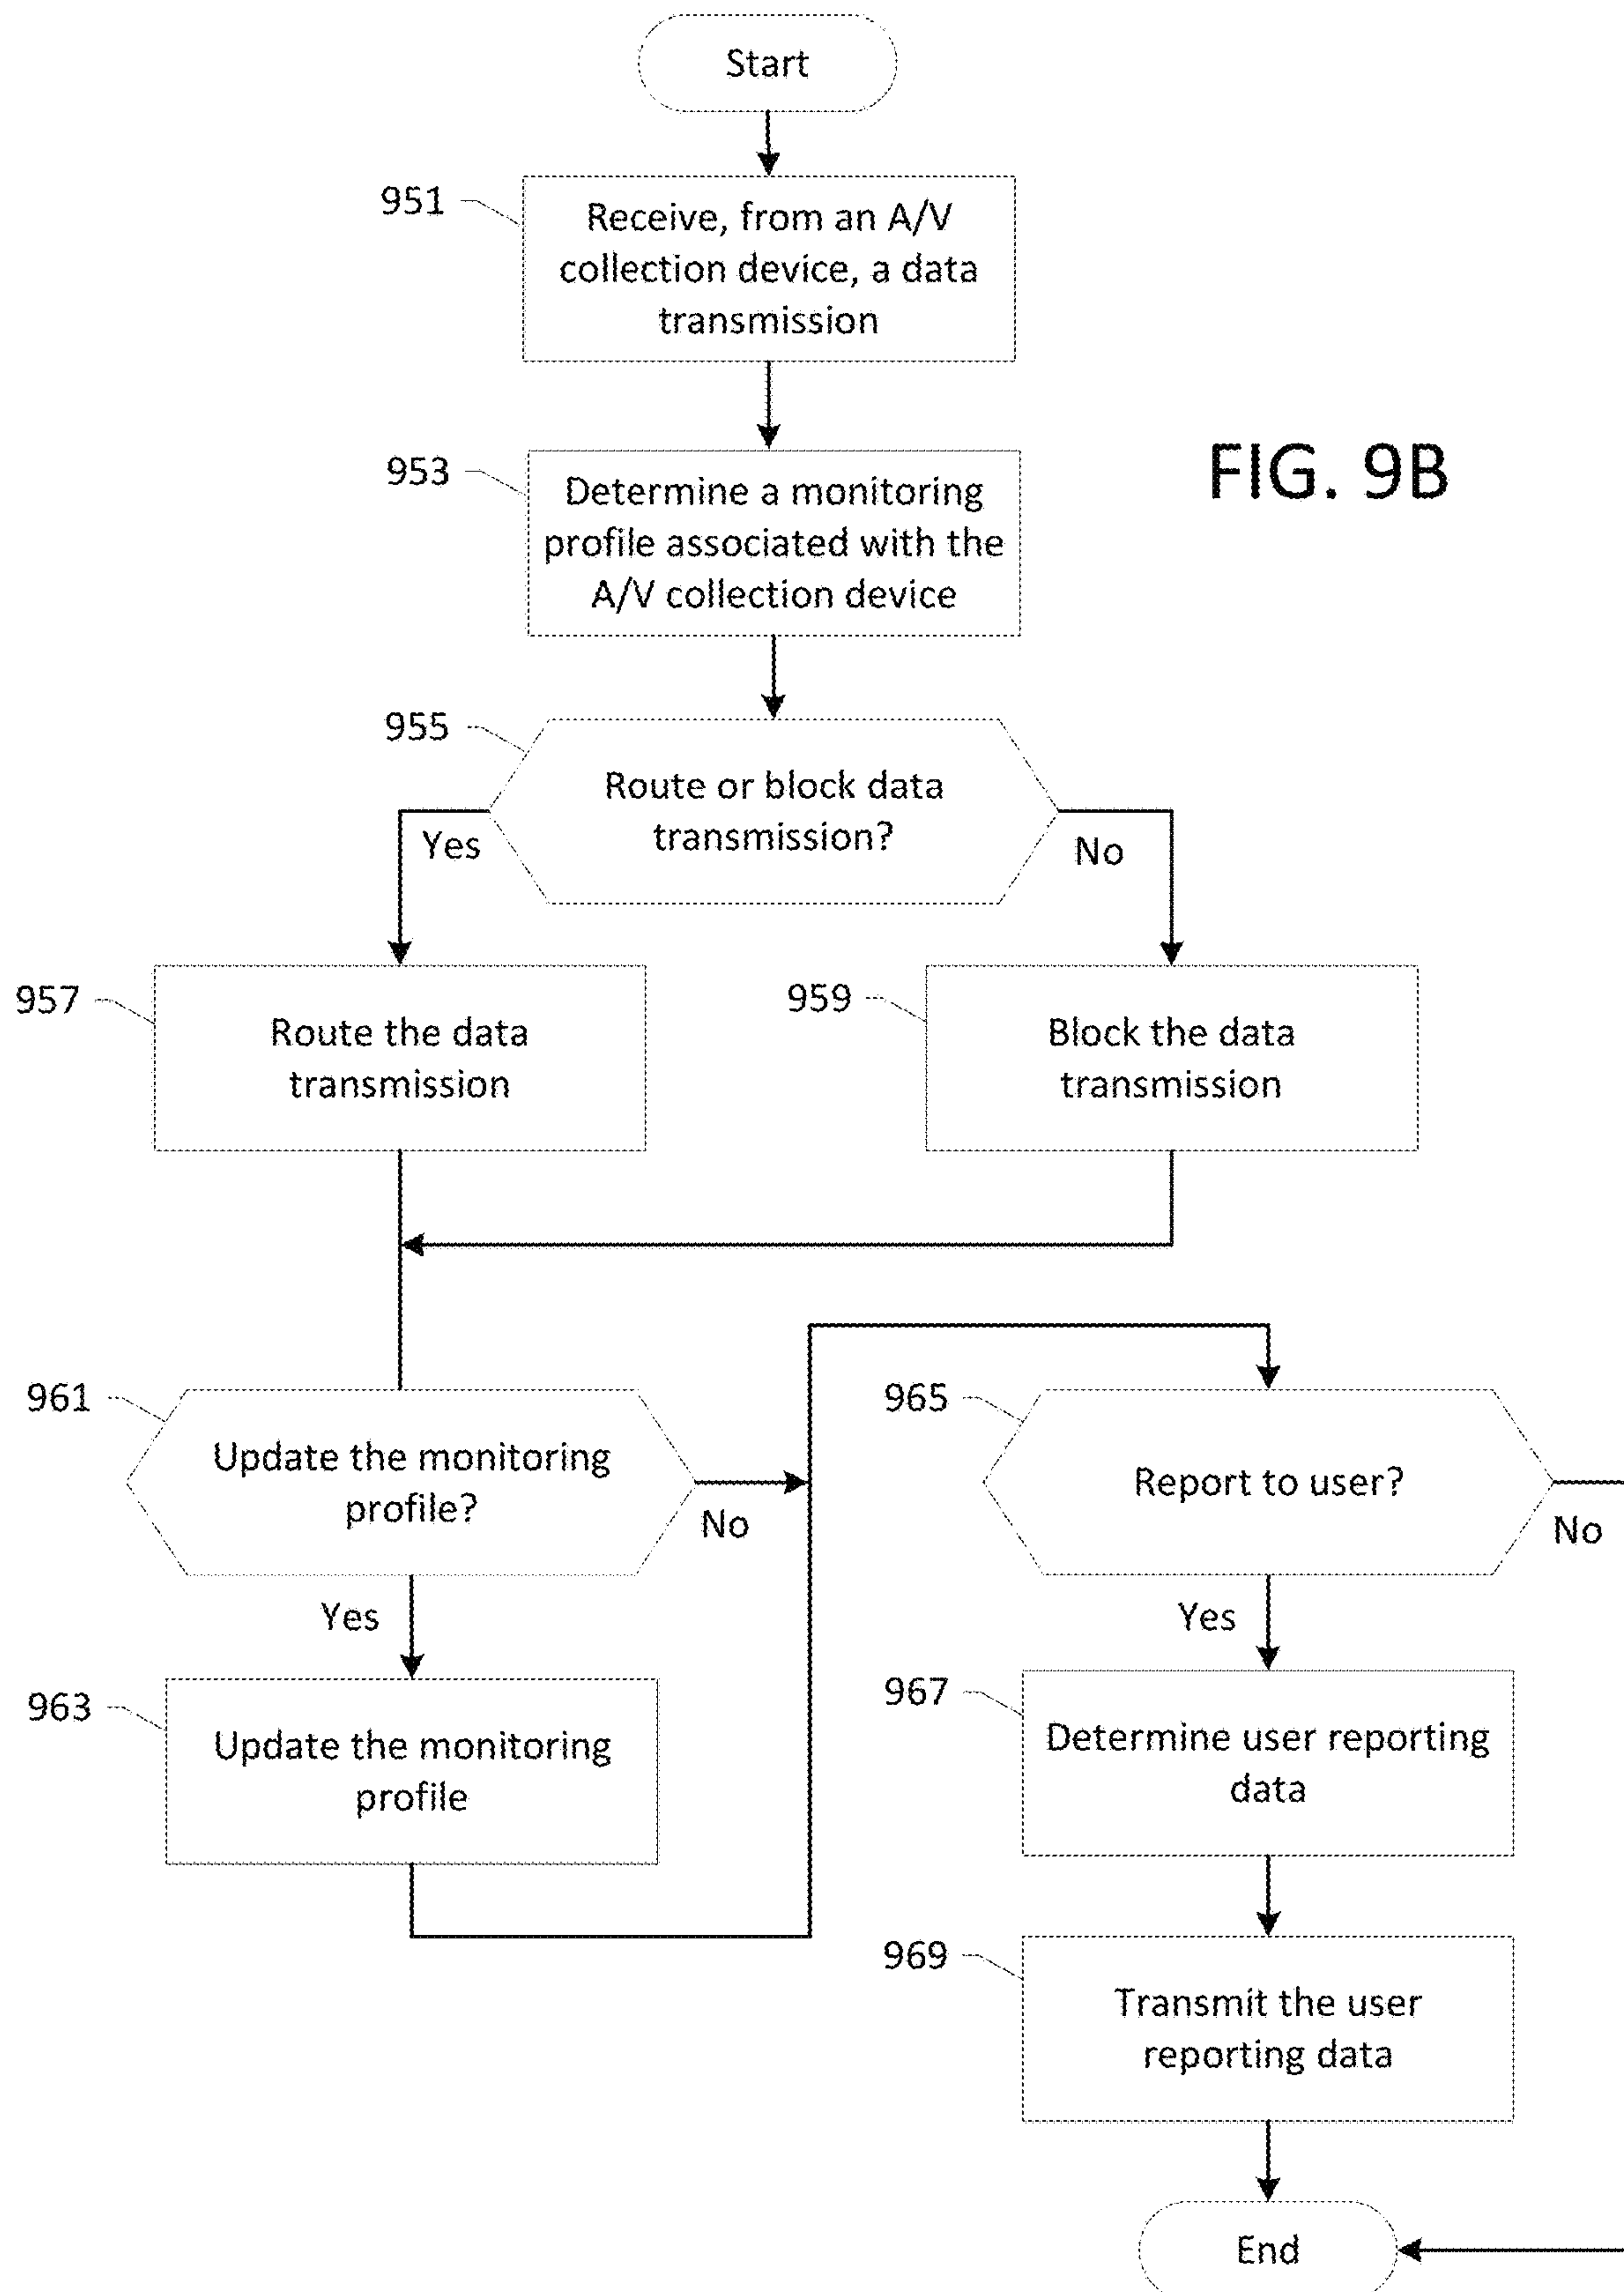 Start
951
Receive, from an A/V
collection device, a data
transmission
FIG. 9B
953
Determine a monitoring
profile associated with the
A/V collection device
955
Route or block data
transmission?
Yes
No
957
Route the data
transmission
959
Block the data
transmission
961
Update the monitoring
profile?
No
Yes
963
Update the monitoring
profile
965
Report to user?
No
Yes
967
Determine user reporting
data
969
Transmit the user
reporting data
End